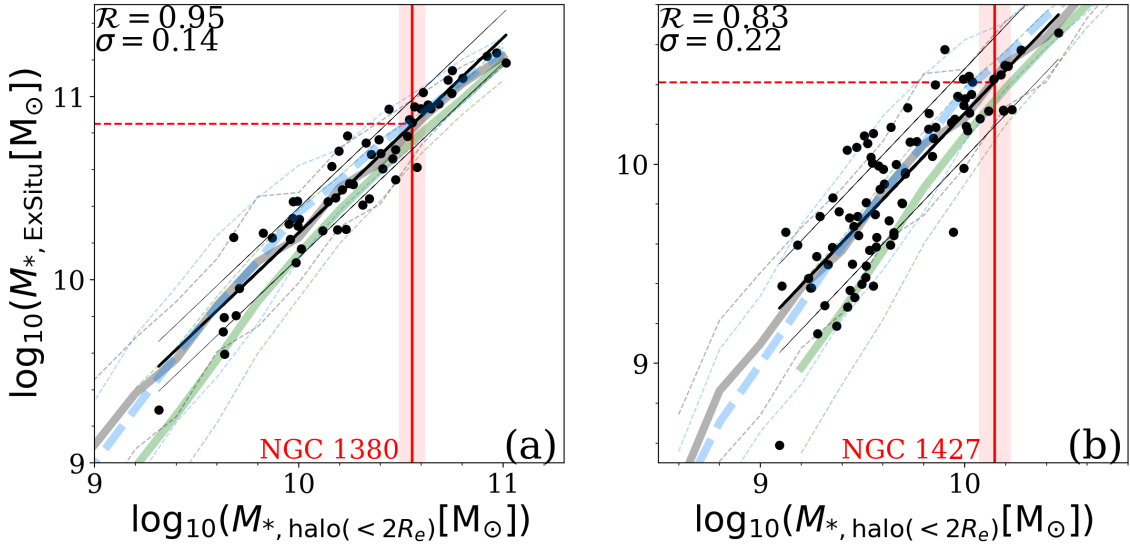 ℛ = 0.95
σ = 0.14
log₁₀(M*, ExSitu[M⊙])
11
10
9
9
10
11
NGC 1380
(a)
log₁₀(M*, halo(< 2Rₑ)[M⊙])
ℛ = 0.83
σ = 0.22
10
9
9
10
NGC 1427
(b)
log₁₀(M*, halo(< 2Rₑ)[M⊙])